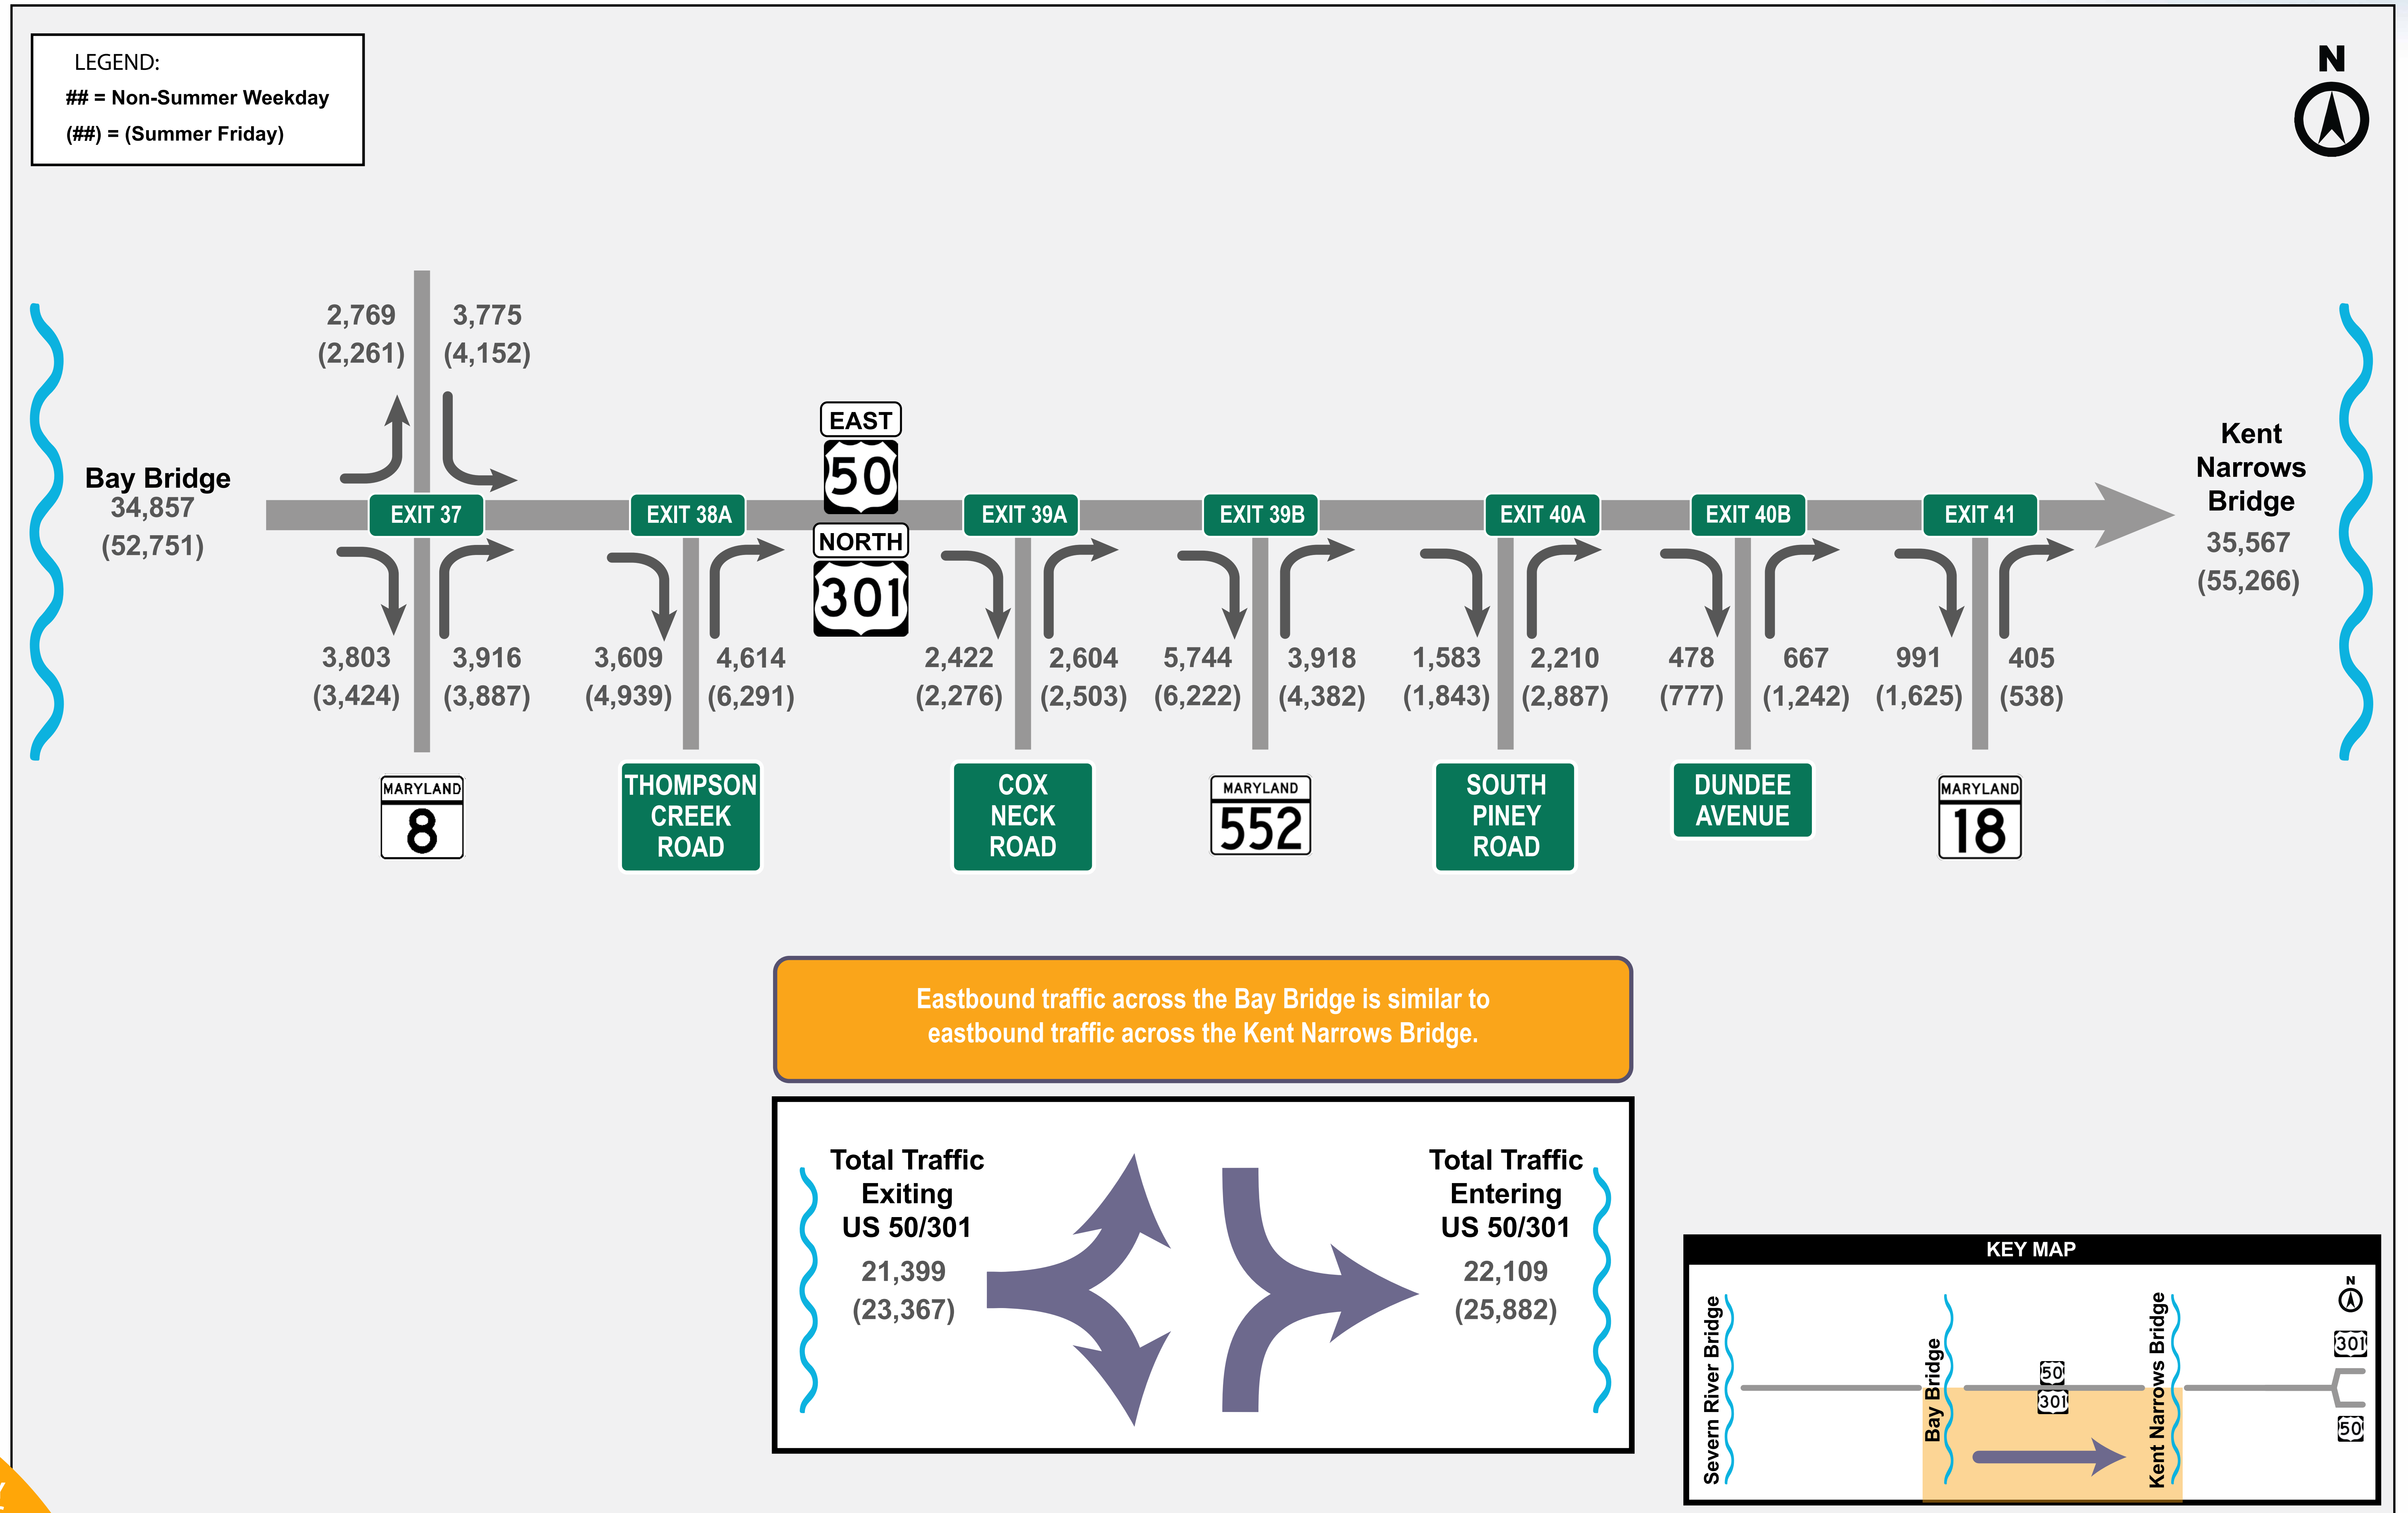 LEGEND:
## = Non-Summer Weekday
(##) = (Summer Friday)
N
2,769
(2,261)
3,775
(4,152)
Bay Bridge
34,857
(52,751)
EAST
50
NORTH
301
EXIT 37
EXIT 38A
EXIT 39A
EXIT 39B
EXIT 40A
EXIT 40B
EXIT 41
Kent
Narrows
Bridge
35,567
(55,266)
3,803
(3,424)
3,916
(3,887)
3,609
(4,939)
4,614
(6,291)
2,422
(2,276)
2,604
(2,503)
5,744
(6,222)
3,918
(4,382)
1,583
(1,843)
2,210
(2,887)
478
(777)
667
(1,242)
991
(1,625)
405
(538)
MARYLAND
8
THOMPSON
CREEK
ROAD
COX
NECK
ROAD
MARYLAND
552
SOUTH
PINEY
ROAD
DUNDEE
AVENUE
MARYLAND
18
Eastbound traffic across the Bay Bridge is similar to
eastbound traffic across the Kent Narrows Bridge.
Total Traffic
Exiting
US 50/301
21,399
(23,367)
Total Traffic
Entering
US 50/301
22,109
(25,882)
KEY MAP
Severn River Bridge
Bay Bridge
50
301
Kent Narrows Bridge
N
301
50